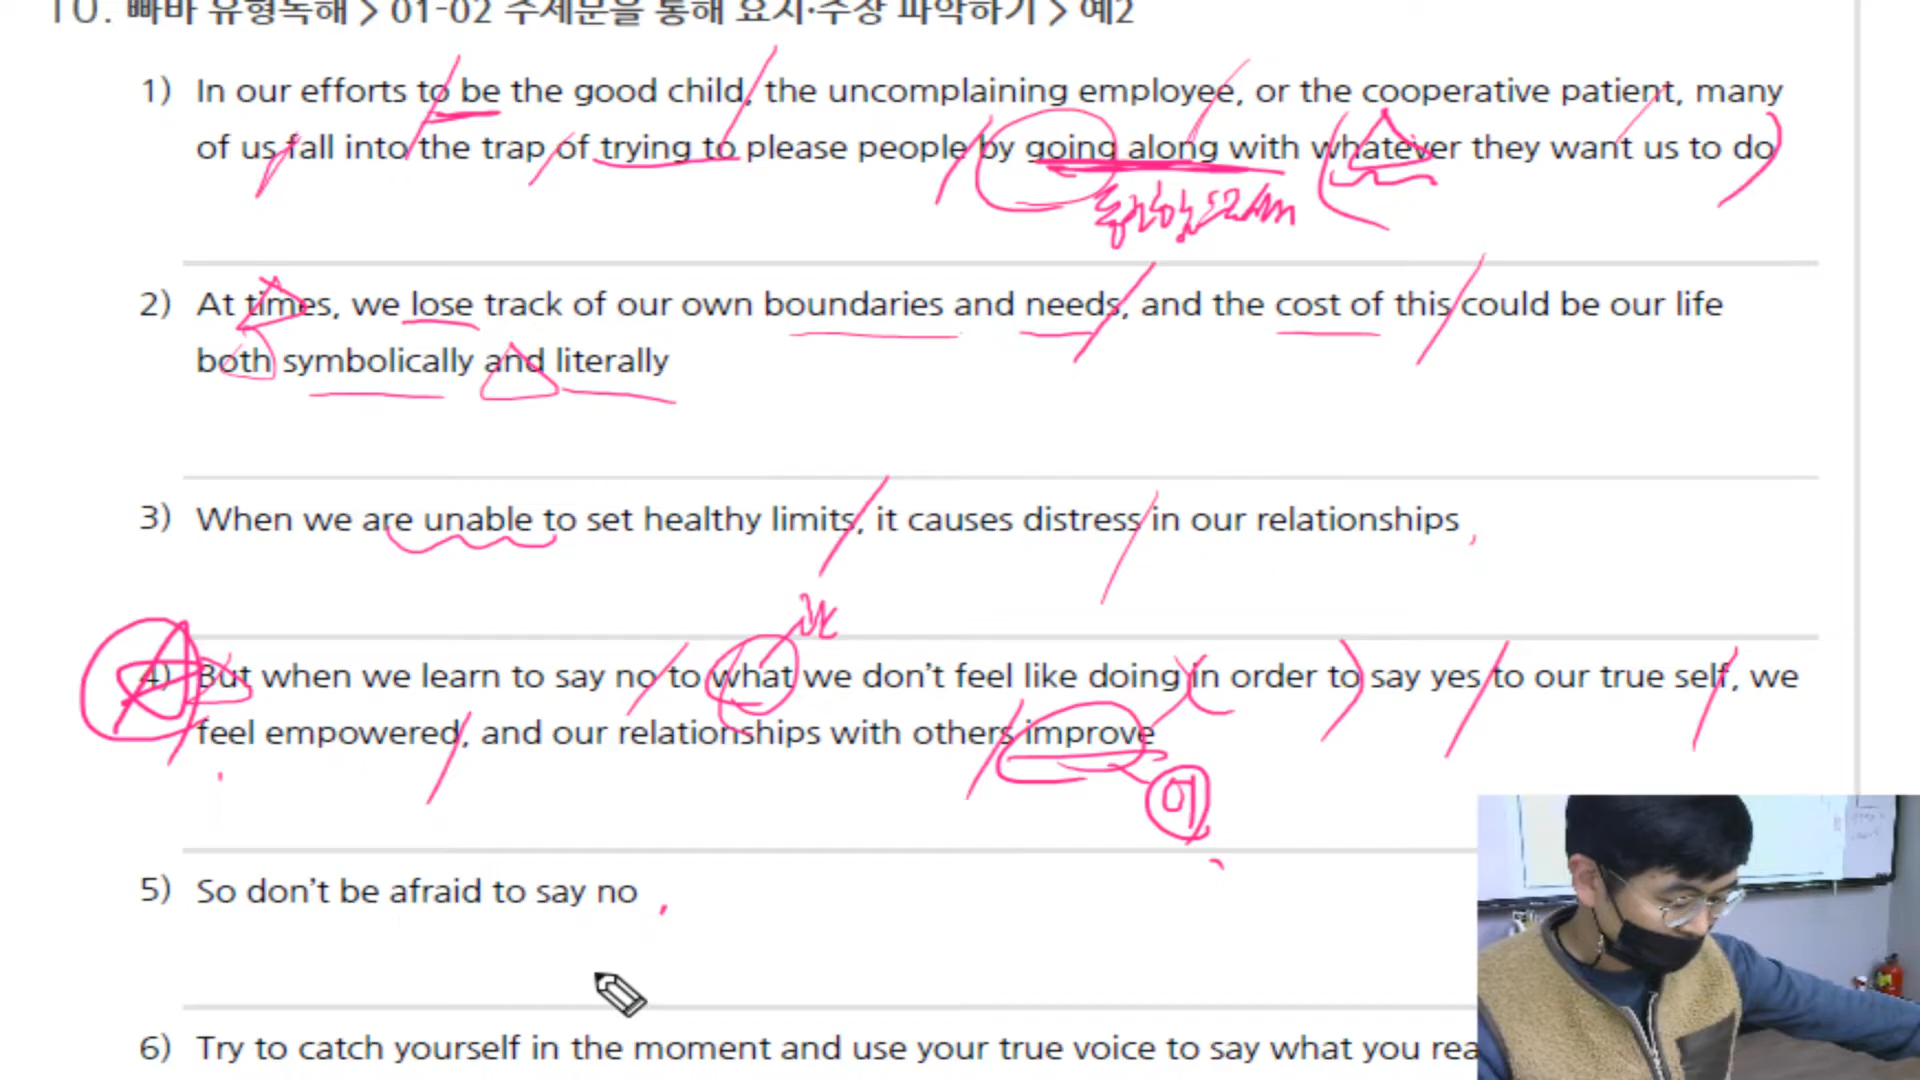 10. 빠바 유형독해 > 01-02 주제문을 통해 요지·주장 파악하기 > 예2
1) In our efforts to be the good child, the uncomplaining employee, or the cooperative patient, many
of us fall into the trap of trying to please people by going along with whatever they want us to do
2) At times, we lose track of our own boundaries and needs, and the cost of this could be our life
both symbolically and literally
3) When we are unable to set healthy limits, it causes distress in our relationships
4) But when we learn to say no to what we don't feel like doing in order to say yes to our true self, we
feel empowered, and our relationships with others improve
5) So don't be afraid to say no
6) Try to catch yourself in the moment and use your true voice to say what you rea